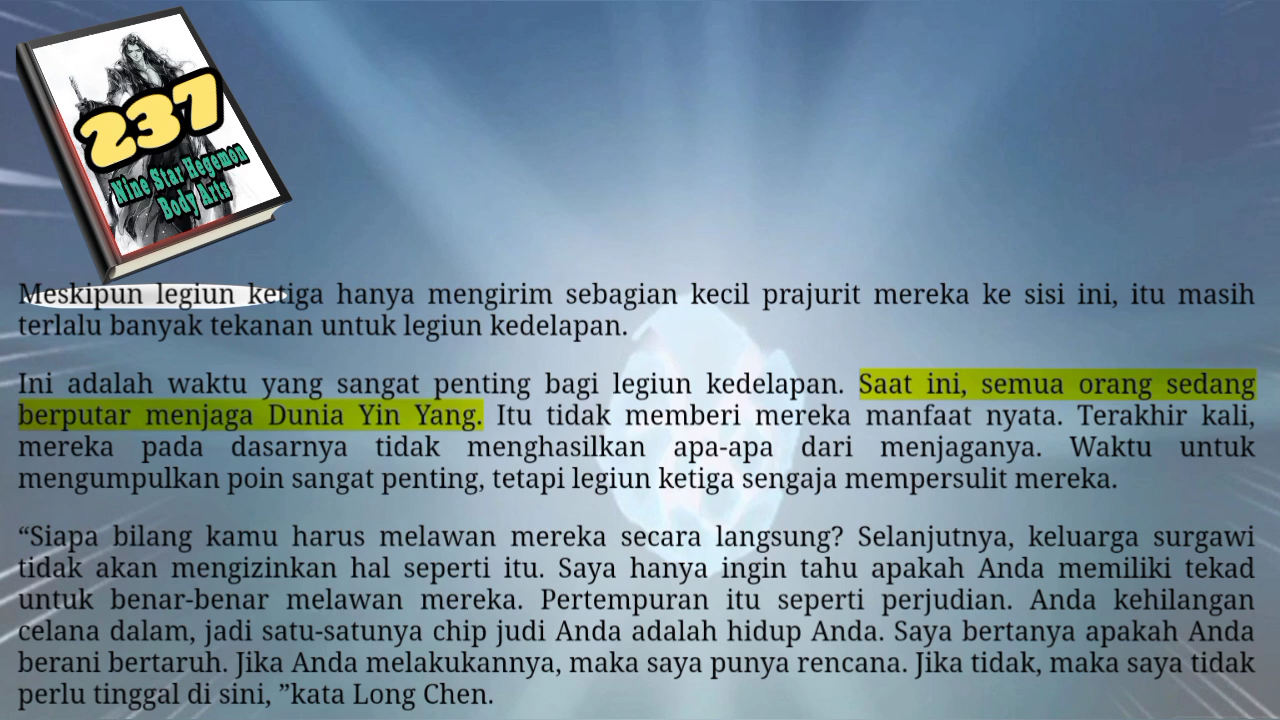 237
Nine Star Hegemon
Body Arts
Meskipun legiun ketiga hanya mengirim sebagian kecil prajurit mereka ke sisi ini, itu masih
terlalu banyak tekanan untuk legiun kedelapan.
Ini adalah waktu yang sangat penting bagi legiun kedelapan. Saat ini, semua orang sedang
berputar menjaga Dunia Yin Yang. Itu tidak memberi mereka manfaat nyata. Terakhir kali,
mereka pada dasarnya tidak menghasilkan apa-apa dari menjaganya. Waktu untuk
mengumpulkan poin sangat penting, tetapi legiun ketiga sengaja mempersulit mereka.
“Siapa bilang kamu harus melawan mereka secara langsung? Selanjutnya, keluarga surgawi
tidak akan mengizinkan hal seperti itu. Saya hanya ingin tahu apakah Anda memiliki tekad
untuk benar-benar melawan mereka. Pertempuran itu seperti perjudian. Anda kehilangan
celana dalam, jadi satu-satunya chip judi Anda adalah hidup Anda. Saya bertanya apakah Anda
berani bertaruh. Jika Anda melakukannya, maka saya punya rencana. Jika tidak, maka saya tidak
perlu tinggal di sini, ”kata Long Chen.